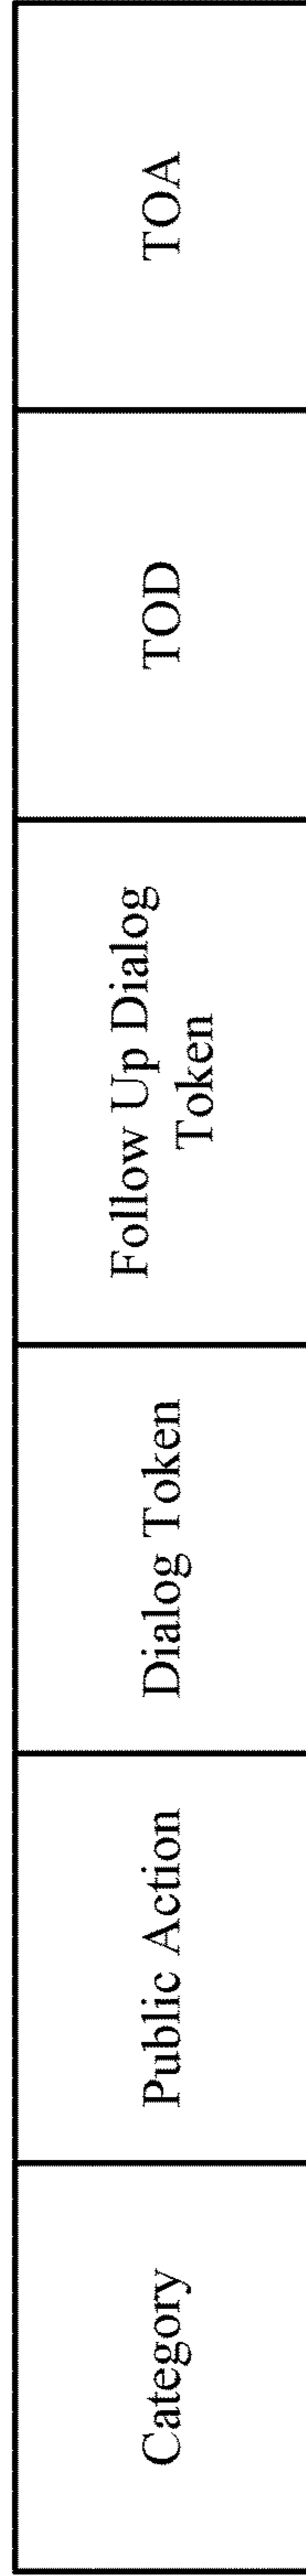 Category
Public Action
Dialog Token
Follow Up Dialog
Token
TOD
TOA